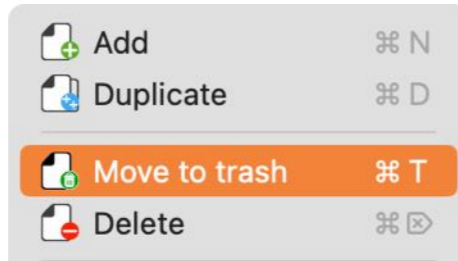 Add ⌘ N
Duplicate ⌘ D
Move to trash ⌘ T
Delete ⌘ ⌦